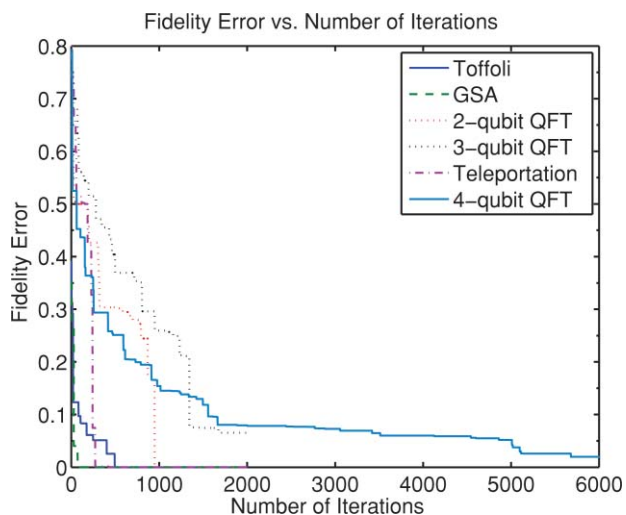 Fidelity Error vs. Number of Iterations
0.8
0.7
0.6
0.5
0.4
0.3
0.2
0.1
0
Fidelity Error
Toffoli
GSA
2-qubit QFT
3-qubit QFT
Teleportation
4-qubit QFT
0 1000 2000 3000 4000 5000 6000
Number of Iterations